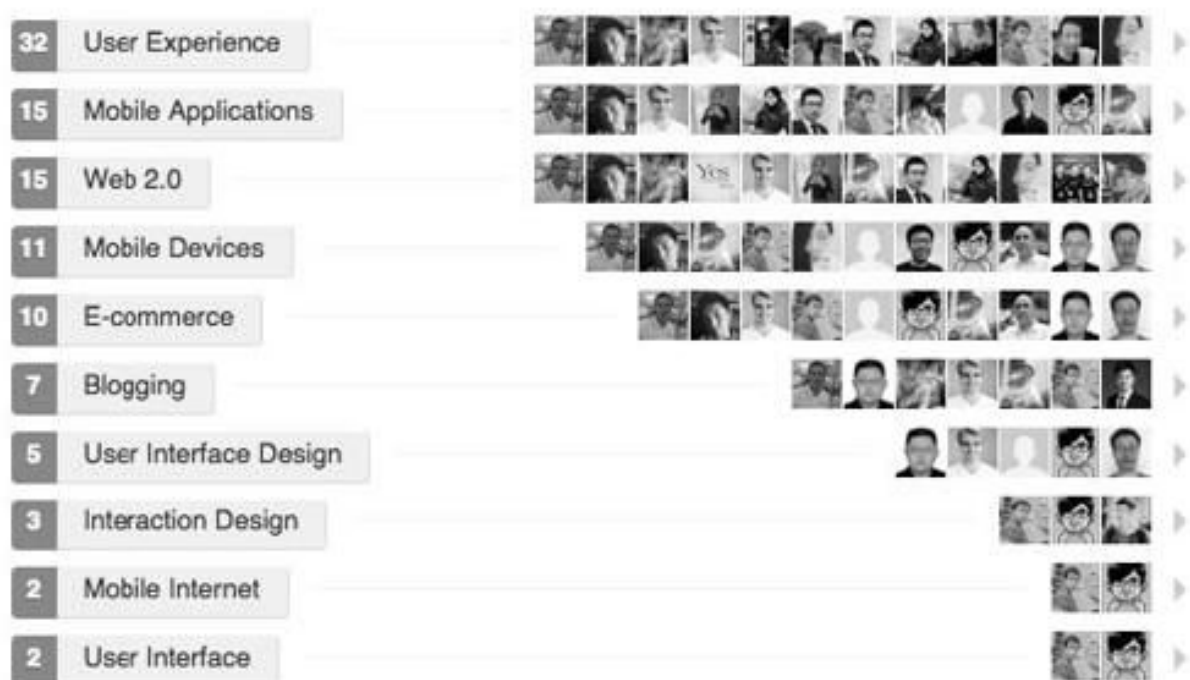 32 User Experience
15 Mobile Applications
15 Web 2.0
Yes
11 Mobile Devices
10 E-commerce
7 Blogging
5 User Interface Design
3 Interaction Design
2 Mobile Internet
2 User Interface